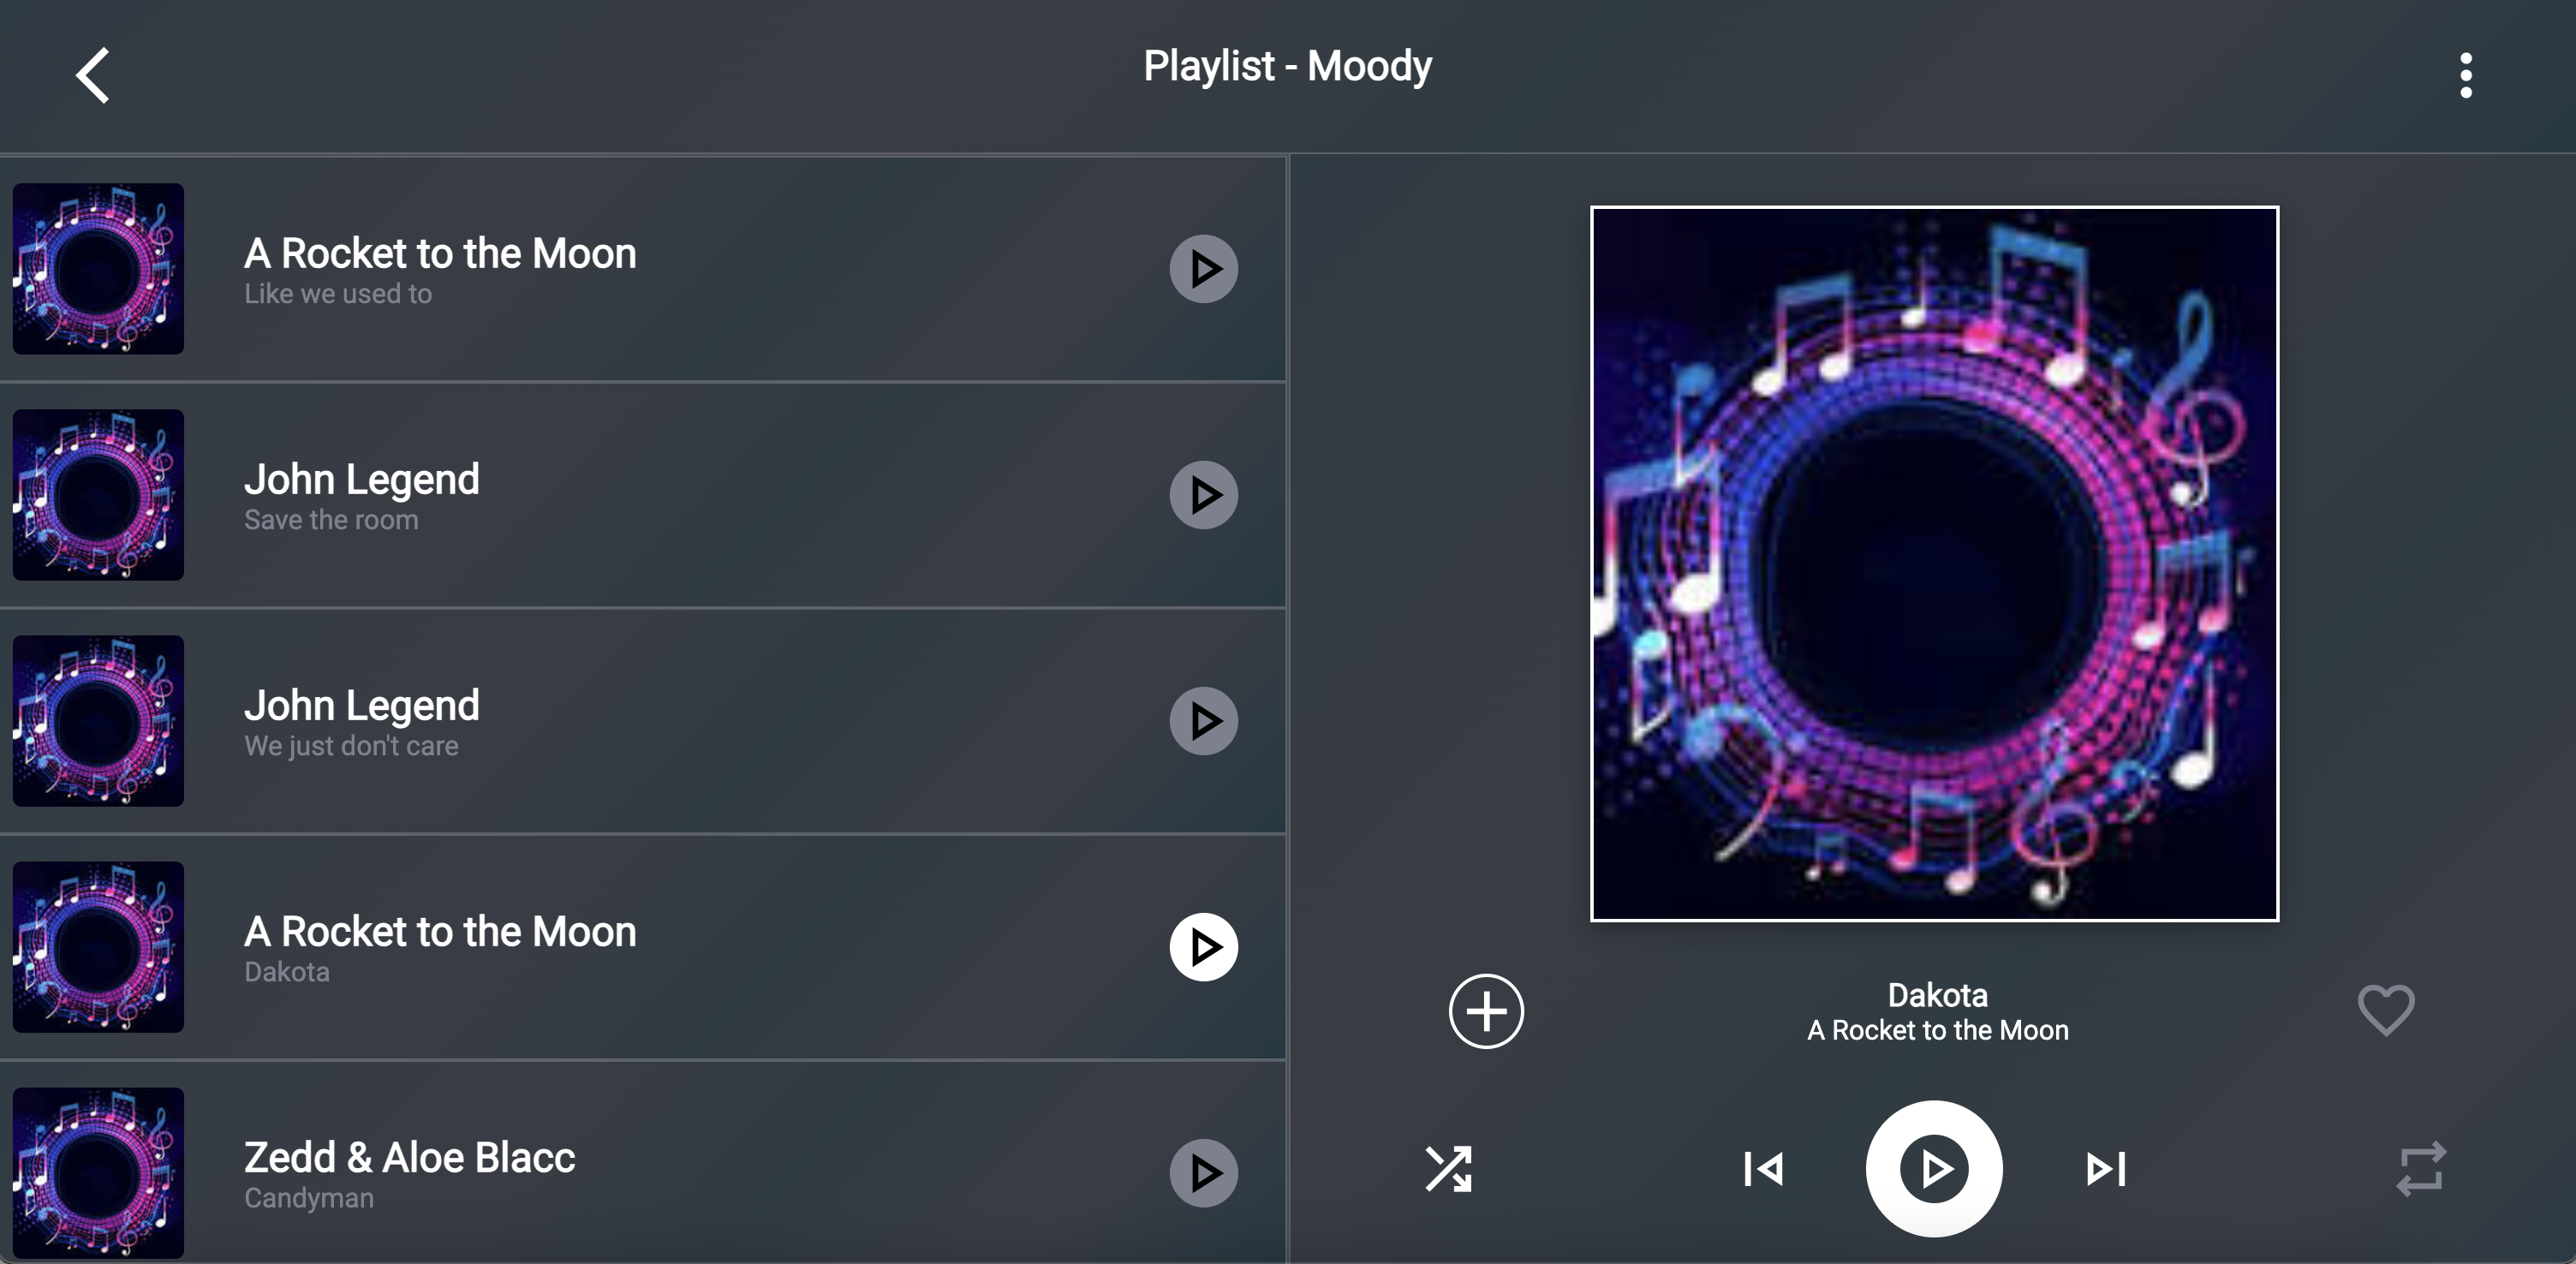 Playlist - Moody
A Rocket to the Moon
Like we used to
John Legend
Save the room
John Legend
We just don't care
A Rocket to the Moon
Dakota
Zedd & Aloe Blacc
Candyman
Dakota
A Rocket to the Moon